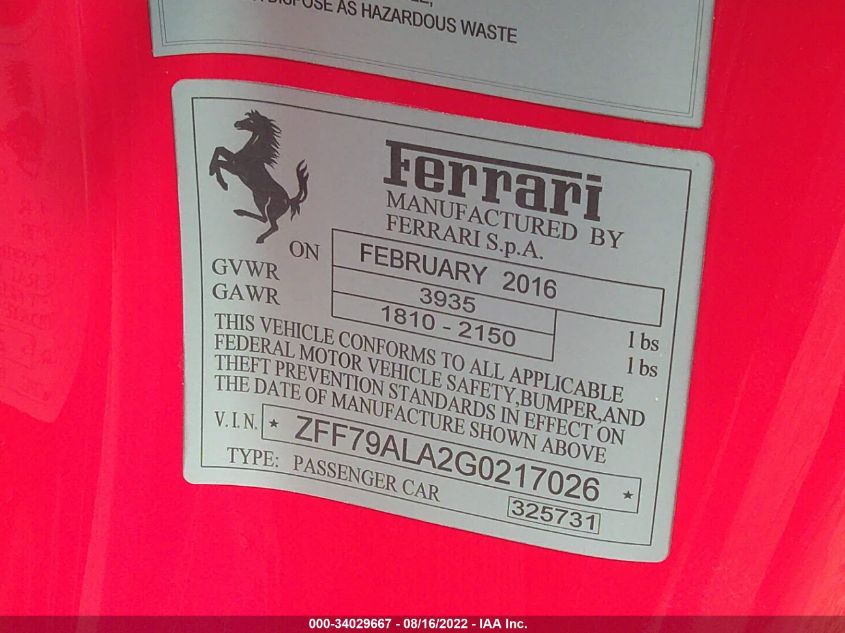 DISPOSE AS HAZARDOUS WASTE
Ferrari
MANUFACTURED BY
FERRARI S.p.A.
ON FEBRUARY 2016
GVWR 3935 lbs
GAWR 1810 - 2150 lbs
THIS VEHICLE CONFORMS TO ALL APPLICABLE
FEDERAL MOTOR VEHICLE SAFETY,BUMPER,AND
THEFT PREVENTION STANDARDS IN EFFECT ON
THE DATE OF MANUFACTURE SHOWN ABOVE
V.I.N. * ZFF79ALA2G0217026 *
TYPE: PASSENGER CAR 325731
000-34029667 - 08/16/2022 - IAA Inc.